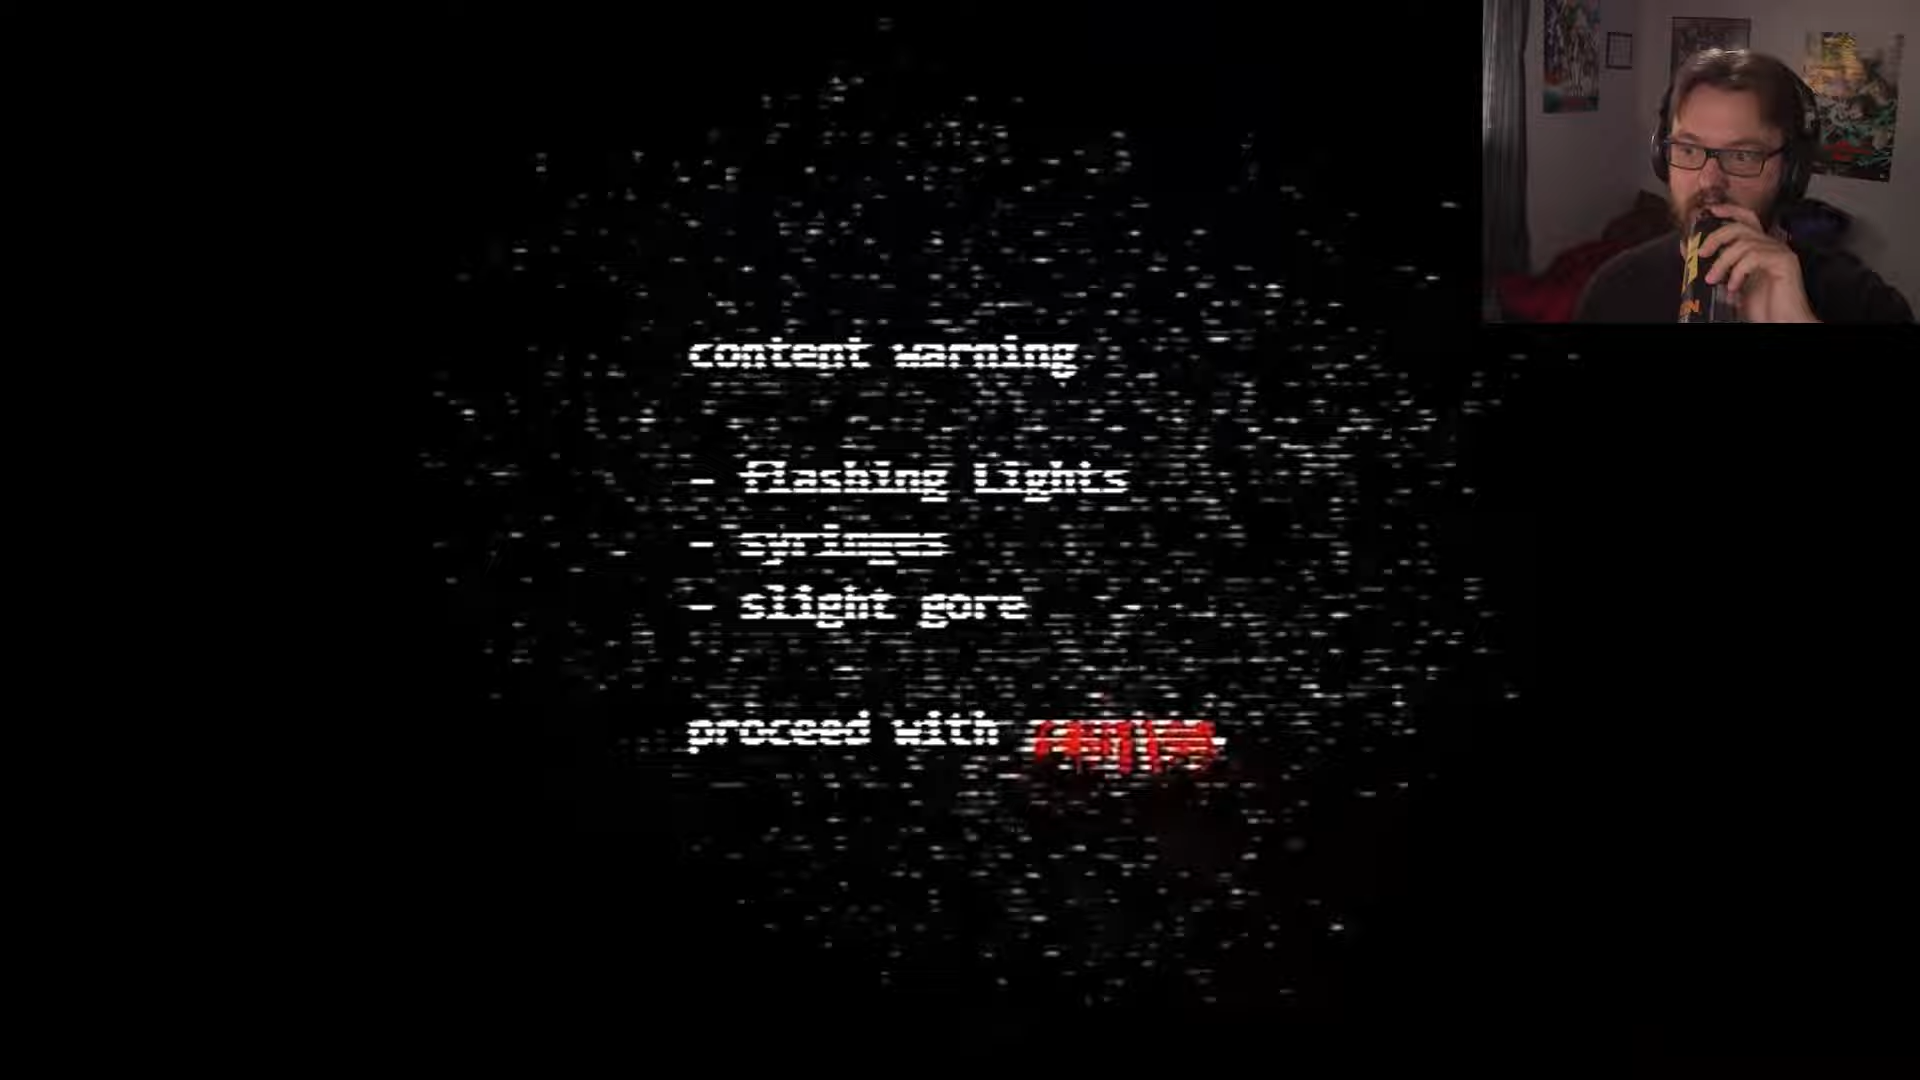 content warning
- flashing lights
- syringes
- slight gore
proceed with